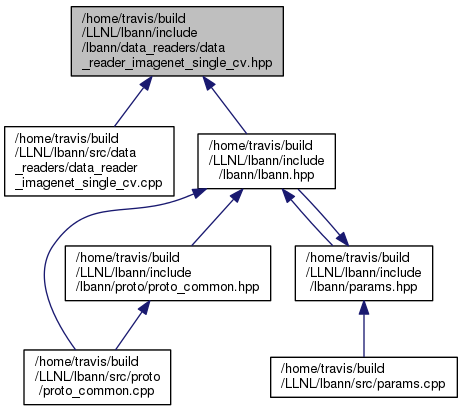 /home/travis/build
/LLNL/lbann/include
/lbann/data_readers/data
_reader_imagenet_single_cv.hpp
/home/travis/build
/LLNL/lbann/src/data
_readers/data_reader
_imagenet_single_cv.cpp
/home/travis/build
/LLNL/lbann/include
/lbann/lbann.hpp
/home/travis/build
/LLNL/lbann/include
/lbann/proto/proto_common.hpp
/home/travis/build
/LLNL/lbann/include
/lbann/params.hpp
/home/travis/build
/LLNL/lbann/src/proto
/proto_common.cpp
/home/travis/build
/LLNL/lbann/src/params.cpp